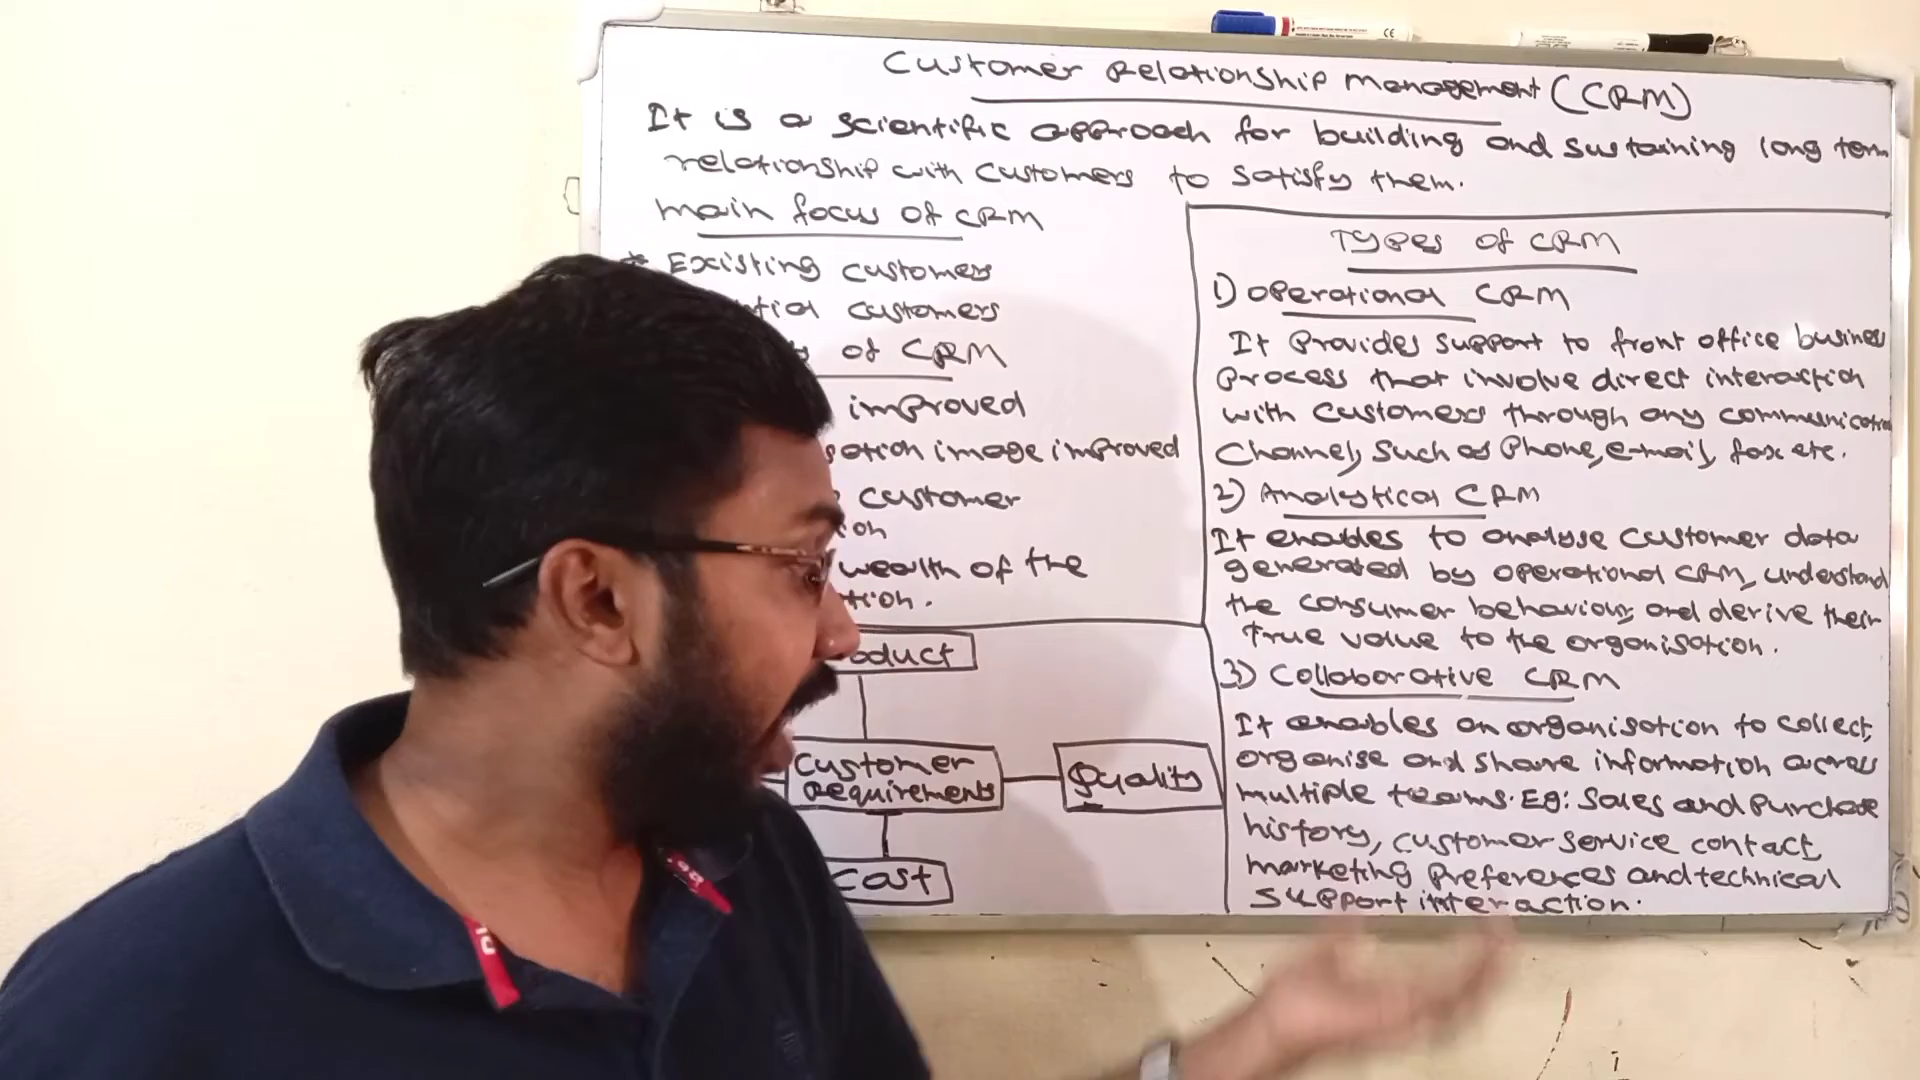 Customer Relationship Management (CRM)
It is a scientific approach for building and sustaining long term
relationship with customers to satisfy them.
main focus of CRM
* Existing customers
customers
of CRM
improved
image improved
customer
wealth of the
Customer
requirements
Quality
Cost
Types of CRM
1) Operational CRM
It Provides support to front office business
Process that involve direct interaction
with customers through any communication
Channel, such as Phone, e-mail, fax etc.
2) Analytical CRM
It enables to analyse customer data
generated by operational CRM, understand
the consumer behaviour, and derive their
true value to the organisation.
3) Collaborative CRM
It enables an organisation to collect,
organise and share information across
multiple teams. Eg: Sales and Purchase
history, customer service contact,
marketing Preferences and technical
support interaction.